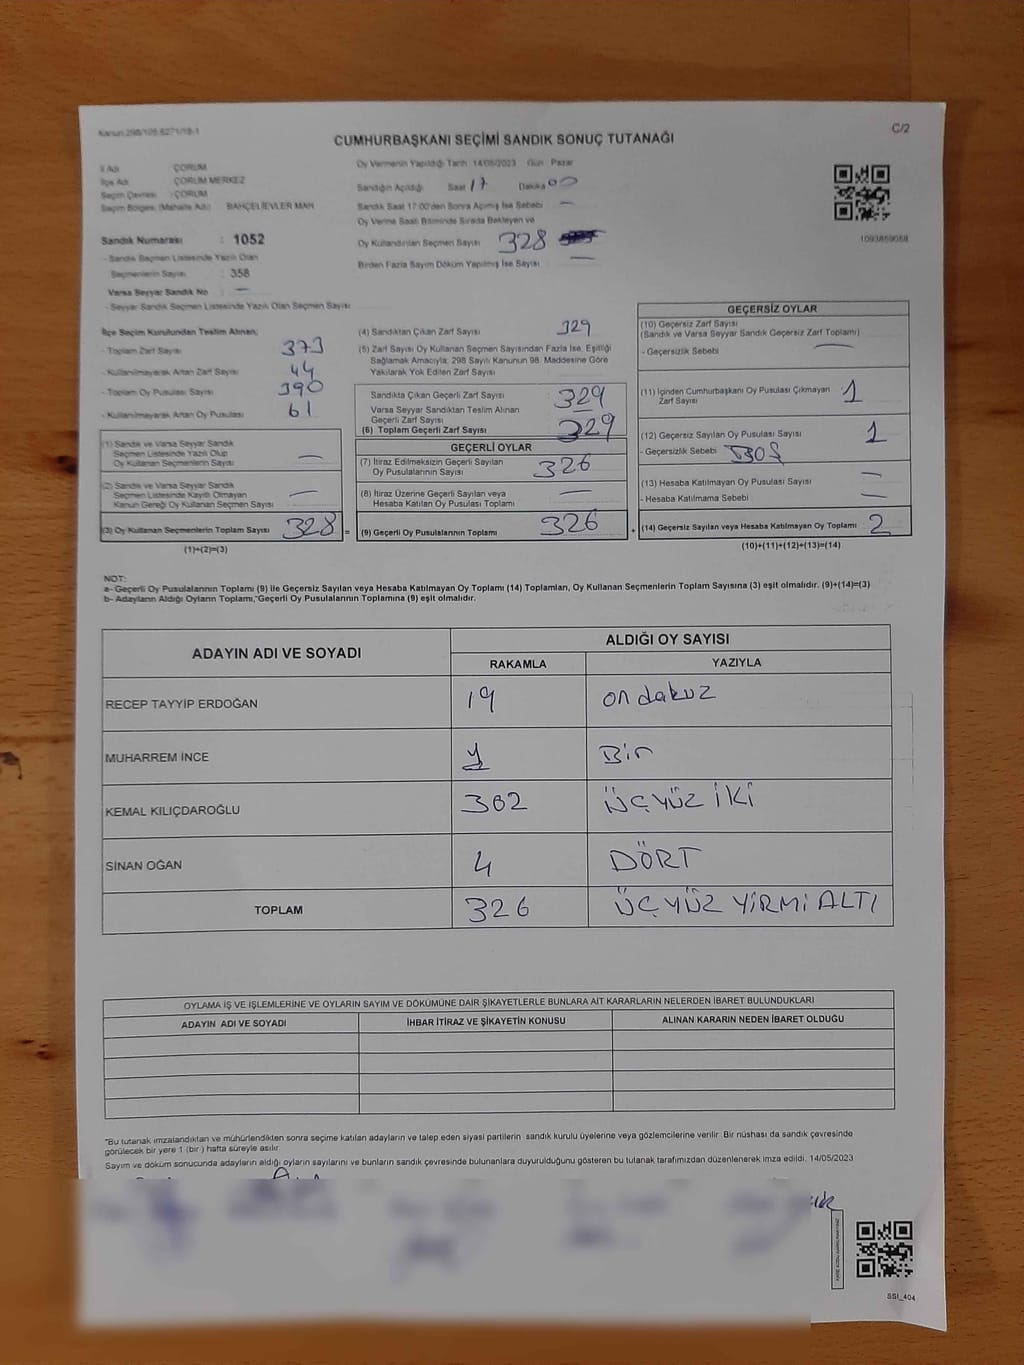 Kanun:298/105.6271/18-1
C/2
CUMHURBAŞKANI SEÇİMİ SANDIK SONUÇ TUTANAĞI
İl Adı : ÇORUM
İlçe Adı : ÇORUM MERKEZ
Seçim Çevresi : ÇORUM
Seçim Bölgesi (Mahalle Adı) BAHÇELİEVLER MAH.
Sandık Numarası : 1052
- Sandık Seçmen Listesinde Yazılı Olan
Seçmenlerin Sayısı : 358
Varsa Seyyar Sandık No : —
- Seyyar Sandık Seçmen Listesinde Yazılı Olan Seçmen Sayısı
Oy Vermenin Yapıldığı Tarih 14/05/2023 Gün Pazar
Sandığın Açıldığı Saat 17 Dakika 00
Sandık Saat 17:00'den Sonra Açılmış İse Sebebi —
Oy Verme Saati Bitiminde Sırada Bekleyen ve
Oy Kullandırılan Seçmen Sayısı 328
Birden Fazla Sayım Döküm Yapılmış İse Sayısı —
1093859058
İlçe Seçim Kurulundan Teslim Alınan;
- Toplam Zarf Sayısı 373
- Kullanılmayarak Artan Zarf Sayısı 44
- Toplam Oy Pusulası Sayısı 390
- Kullanılmayarak Artan Oy Pusulası 61
(1) Sandık ve Varsa Seyyar Sandık
Seçmen Listesinde Yazılı Olup
Oy Kullanan Seçmenlerin Sayısı —
(2) Sandık ve Varsa Seyyar Sandık
Seçmen Listesinde Kayıtlı Olmayan
Kanun Gereği Oy Kullanan Seçmen Sayısı —
(3) Oy Kullanan Seçmenlerin Toplam Sayısı 328 =
(1)+(2)=(3)
(4) Sandıktan Çıkan Zarf Sayısı 329
(5) Zarf Sayısı Oy Kullanan Seçmen Sayısından Fazla İse, Eşitliği
Sağlamak Amacıyla, 298 Sayılı Kanunun 98. Maddesine Göre
Yakılarak Yok Edilen Zarf Sayısı
Sandıkta Çıkan Geçerli Zarf Sayısı : 329
Varsa Seyyar Sandıktan Teslim Alınan
Geçerli Zarf Sayısı
(6) Toplam Geçerli Zarf Sayısı 329
GEÇERLİ OYLAR
(7) İtiraz Edilmeksizin Geçerli Sayılan
Oy Pusulalarının Sayısı 326
(8) İtiraz Üzerine Geçerli Sayılan veya
Hesaba Katılan Oy Pusulası Toplamı —
(9) Geçerli Oy Pusulalarının Toplamı 326 +
GEÇERSİZ OYLAR
(10) Geçersiz Zarf Sayısı
(Sandık ve Varsa Seyyar Sandık Geçersiz Zarf Toplamı) —
- Geçersizlik Sebebi
(11) İçinden Cumhurbaşkanı Oy Pusulası Çıkmayan
Zarf Sayısı 1
(12) Geçersiz Sayılan Oy Pusulası Sayısı 1
- Geçersizlik Sebebi BOŞ
(13) Hesaba Katılmayan Oy Pusulası Sayısı —
- Hesaba Katılmama Sebebi —
(14) Geçersiz Sayılan veya Hesaba Katılmayan Oy Toplamı 2
(10)+(11)+(12)+(13)=(14)
NOT:
a- Geçerli Oy Pusulalarının Toplamı (9) ile Geçersiz Sayılan veya Hesaba Katılmayan Oy Toplamı (14) Toplamları, Oy Kullanan Seçmenlerin Toplam Sayısına (3) eşit olmalıdır. (9)+(14)=(3)
b- Adayların Aldığı Oyların Toplamı, Geçerli Oy Pusulalarının Toplamına (9) eşit olmalıdır.
ADAYIN ADI VE SOYADI ALDIĞI OY SAYISI
RAKAMLA YAZIYLA
RECEP TAYYİP ERDOĞAN 19 on dokuz
MUHARREM İNCE 1 Bir
KEMAL KILIÇDAROĞLU 302 ÜÇYÜZ İKİ
SİNAN OĞAN 4 DÖRT
TOPLAM 326 ÜÇYÜZ YİRMİ ALTI
OYLAMA İŞ VE İŞLEMLERİNE VE OYLARIN SAYIM VE DÖKÜMÜNE DAİR ŞİKAYETLERLE BUNLARA AİT KARARLARIN NELERDEN İBARET BULUNDUKLARI
ADAYIN ADI VE SOYADI İHBAR İTİRAZ VE ŞİKAYETİN KONUSU ALINAN KARARIN NEDEN İBARET OLDUĞU
*Bu tutanak imzalandıktan ve mühürlendikten sonra seçime katılan adayların ve talep eden siyasi partilerin sandık kurulu üyelerine veya gözlemcilerine verilir. Bir nüshası da sandık çevresinde
görülecek bir yere 1 (bir ) hafta süreyle asılır.
Sayım ve döküm sonucunda adayların aldığı oyların sayılarını ve bunların sandık çevresinde bulunanlara duyurulduğunu gösteren bu tutanak tarafımızdan düzenlenerek imza edildi. 14/05/2023
SSI_404